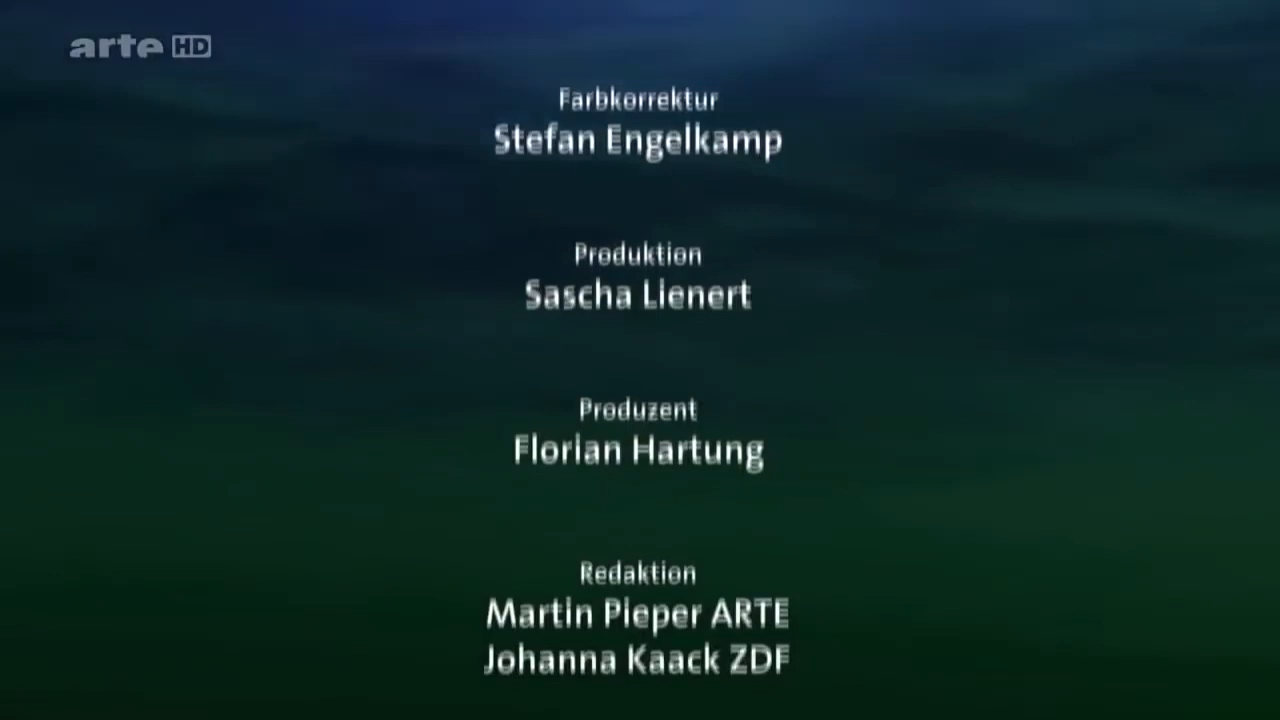 arte HD
Farbkorrektur
Stefan Engelkamp
Produktion
Sascha Lienert
Produzent
Florian Hartung
Redaktion
Martin Pieper ARTE
Johanna Kaack ZDF